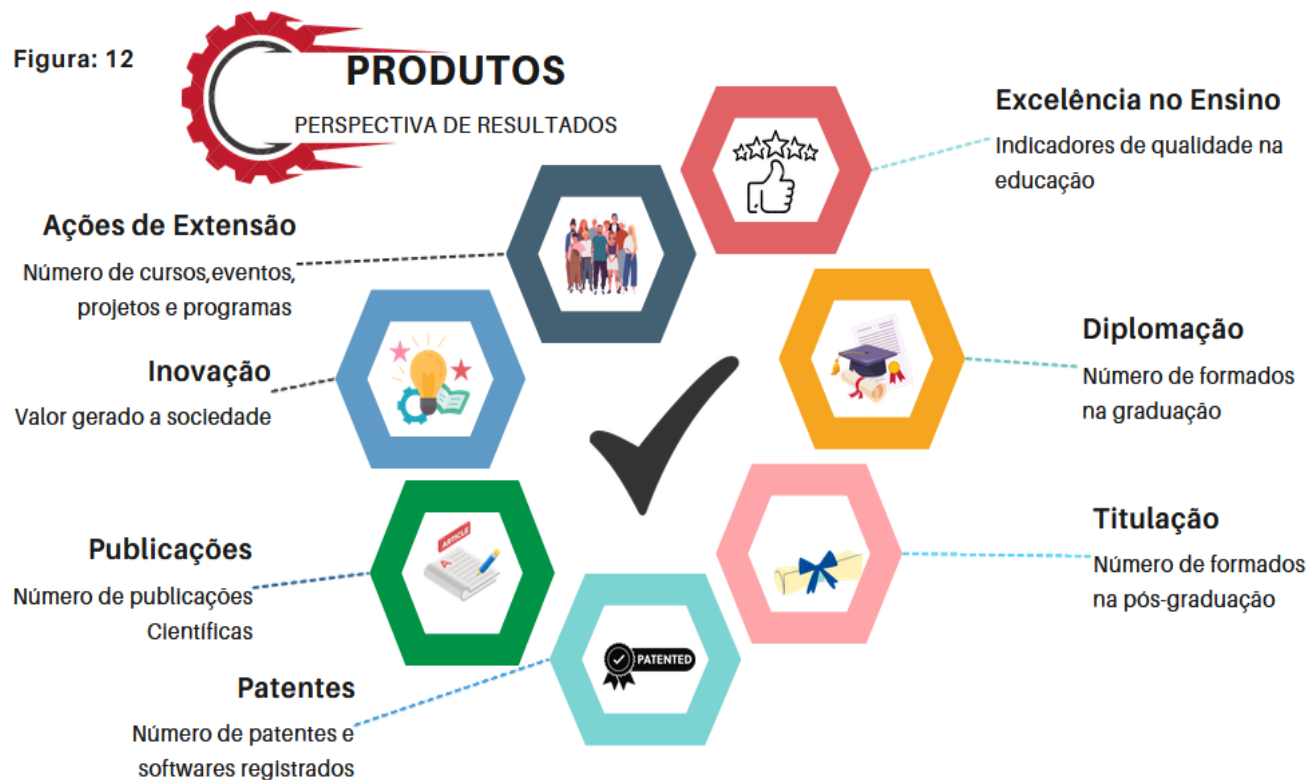 Figura: 12
PRODUTOS
PERSPECTIVA DE RESULTADOS
Excelência no Ensino
Indicadores de qualidade na
educação
Ações de Extensão
Número de cursos,eventos,
projetos e programas
Diplomação
Número de formados
na graduação
Inovação
Valor gerado a sociedade
Titulação
Número de formados
na pós-graduação
Publicações
Número de publicações
Científicas
ARTICLE
A
Patentes
Número de patentes e
softwares registrados
PATENTED